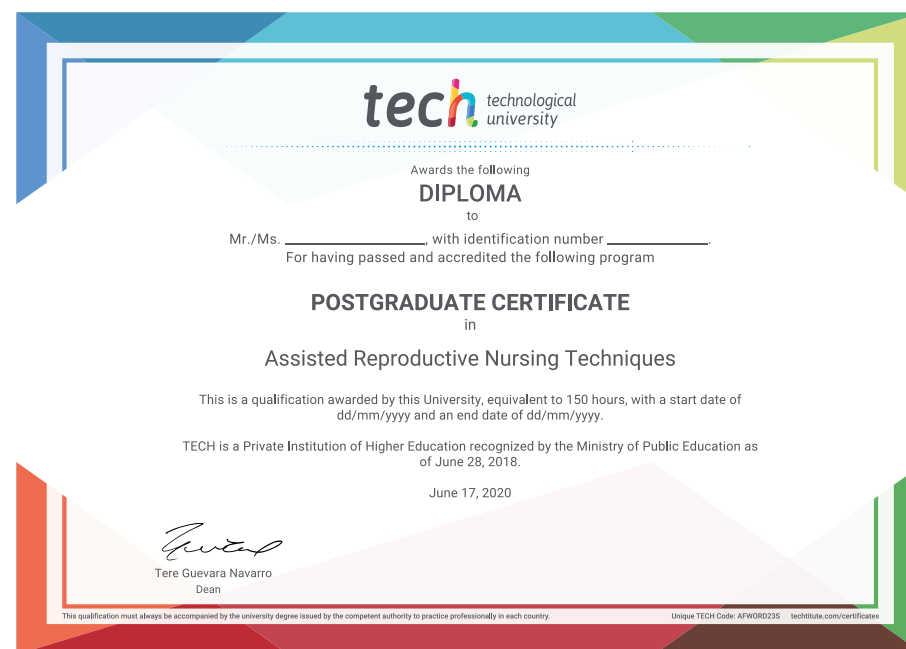 tech technological
university
Awards the following
DIPLOMA
to
Mr./Ms. ________________, with identification number ____________.
For having passed and accredited the following program
POSTGRADUATE CERTIFICATE
in
Assisted Reproductive Nursing Techniques
This is a qualification awarded by this University, equivalent to 150 hours, with a start date of
dd/mm/yyyy and an end date of dd/mm/yyyy.
TECH is a Private Institution of Higher Education recognized by the Ministry of Public Education as
of June 28, 2018.
June 17, 2020
Tere Guevara Navarro
Dean
This qualification must always be accompanied by the university degree issued by the competent authority to practice professionally in each country. Unique TECH Code: AFWORD23S techtitute.com/certificates